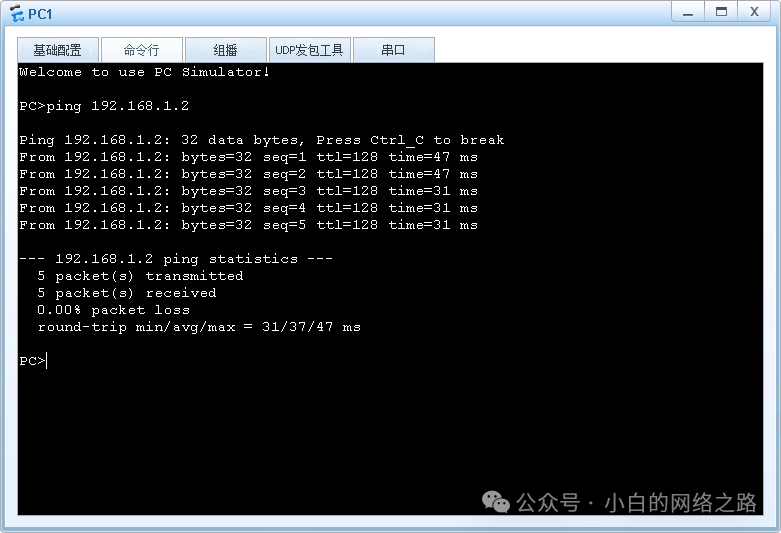 PC1
基础配置 命令行 组播 UDP发包工具 串口
Welcome to use PC Simulator!
PC>ping 192.168.1.2
Ping 192.168.1.2: 32 data bytes, Press Ctrl_C to break
From 192.168.1.2: bytes=32 seq=1 ttl=128 time=47 ms
From 192.168.1.2: bytes=32 seq=2 ttl=128 time=47 ms
From 192.168.1.2: bytes=32 seq=3 ttl=128 time=31 ms
From 192.168.1.2: bytes=32 seq=4 ttl=128 time=31 ms
From 192.168.1.2: bytes=32 seq=5 ttl=128 time=31 ms
--- 192.168.1.2 ping statistics ---
5 packet(s) transmitted
5 packet(s) received
0.00% packet loss
round-trip min/avg/max = 31/37/47 ms
PC>
公众号 · 小白的网络之路